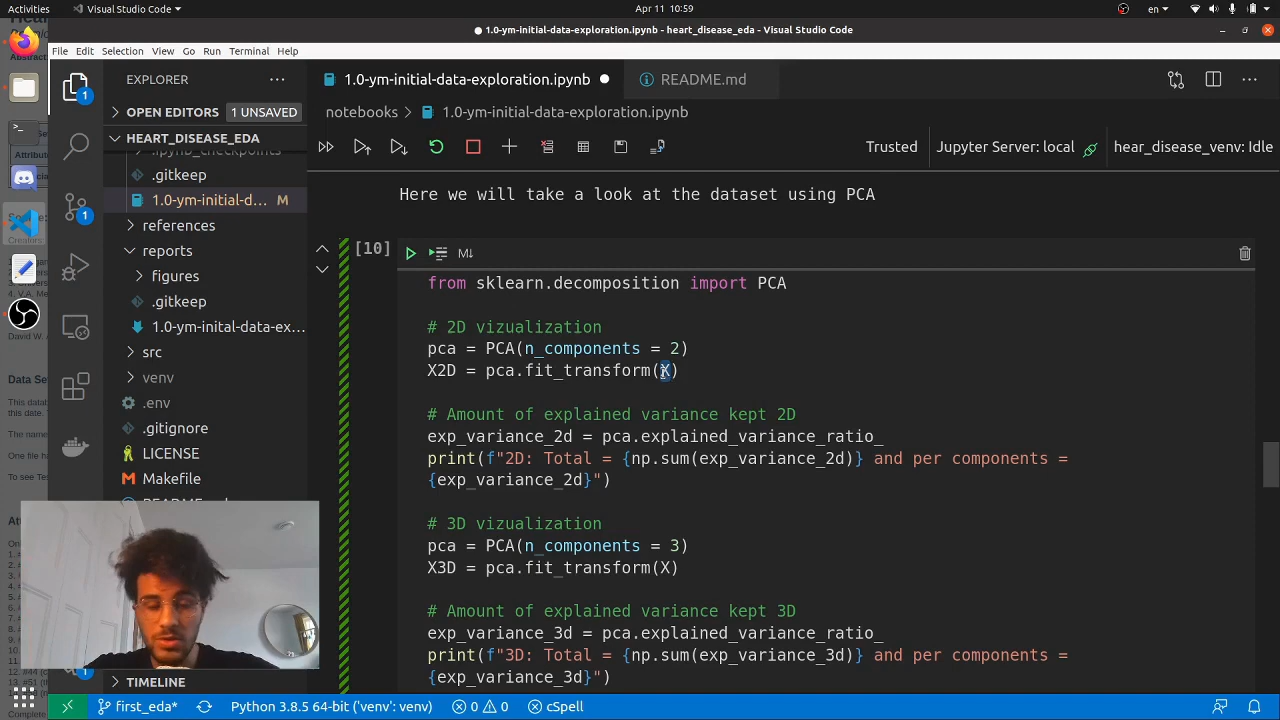 Activities
Visual Studio Code
Apr 11 10:59
en
1.0-ym-initial-data-exploration.ipynb - heart_disease_eda - Visual Studio Code
File Edit Selection View Go Run Terminal Help
EXPLORER
OPEN EDITORS 1 UNSAVED
HEART_DISEASE_EDA
.ipynb_checkpoints
.gitkeep
1.0-ym-initial-d... M
references
reports
figures
.gitkeep
1.0-ym-inital-data-ex...
src
venv
.env
.gitignore
LICENSE
Makefile
TIMELINE
1.0-ym-initial-data-exploration.ipynb
README.md
notebooks > 1.0-ym-initial-data-exploration.ipynb
Trusted
Jupyter Server: local
hear_disease_venv: Idle
Here we will take a look at the dataset using PCA
[10]
M↓
from sklearn.decomposition import PCA
# 2D vizualization
pca = PCA(n_components = 2)
X2D = pca.fit_transform(X)
# Amount of explained variance kept 2D
exp_variance_2d = pca.explained_variance_ratio_
print(f"2D: Total = {np.sum(exp_variance_2d)} and per components =
{exp_variance_2d}")
# 3D vizualization
pca = PCA(n_components = 3)
X3D = pca.fit_transform(X)
# Amount of explained variance kept 3D
exp_variance_3d = pca.explained_variance_ratio_
print(f"3D: Total = {np.sum(exp_variance_3d)} and per components =
{exp_variance_3d}")
first_eda*
Python 3.8.5 64-bit ('venv': venv)
0 0
cSpell